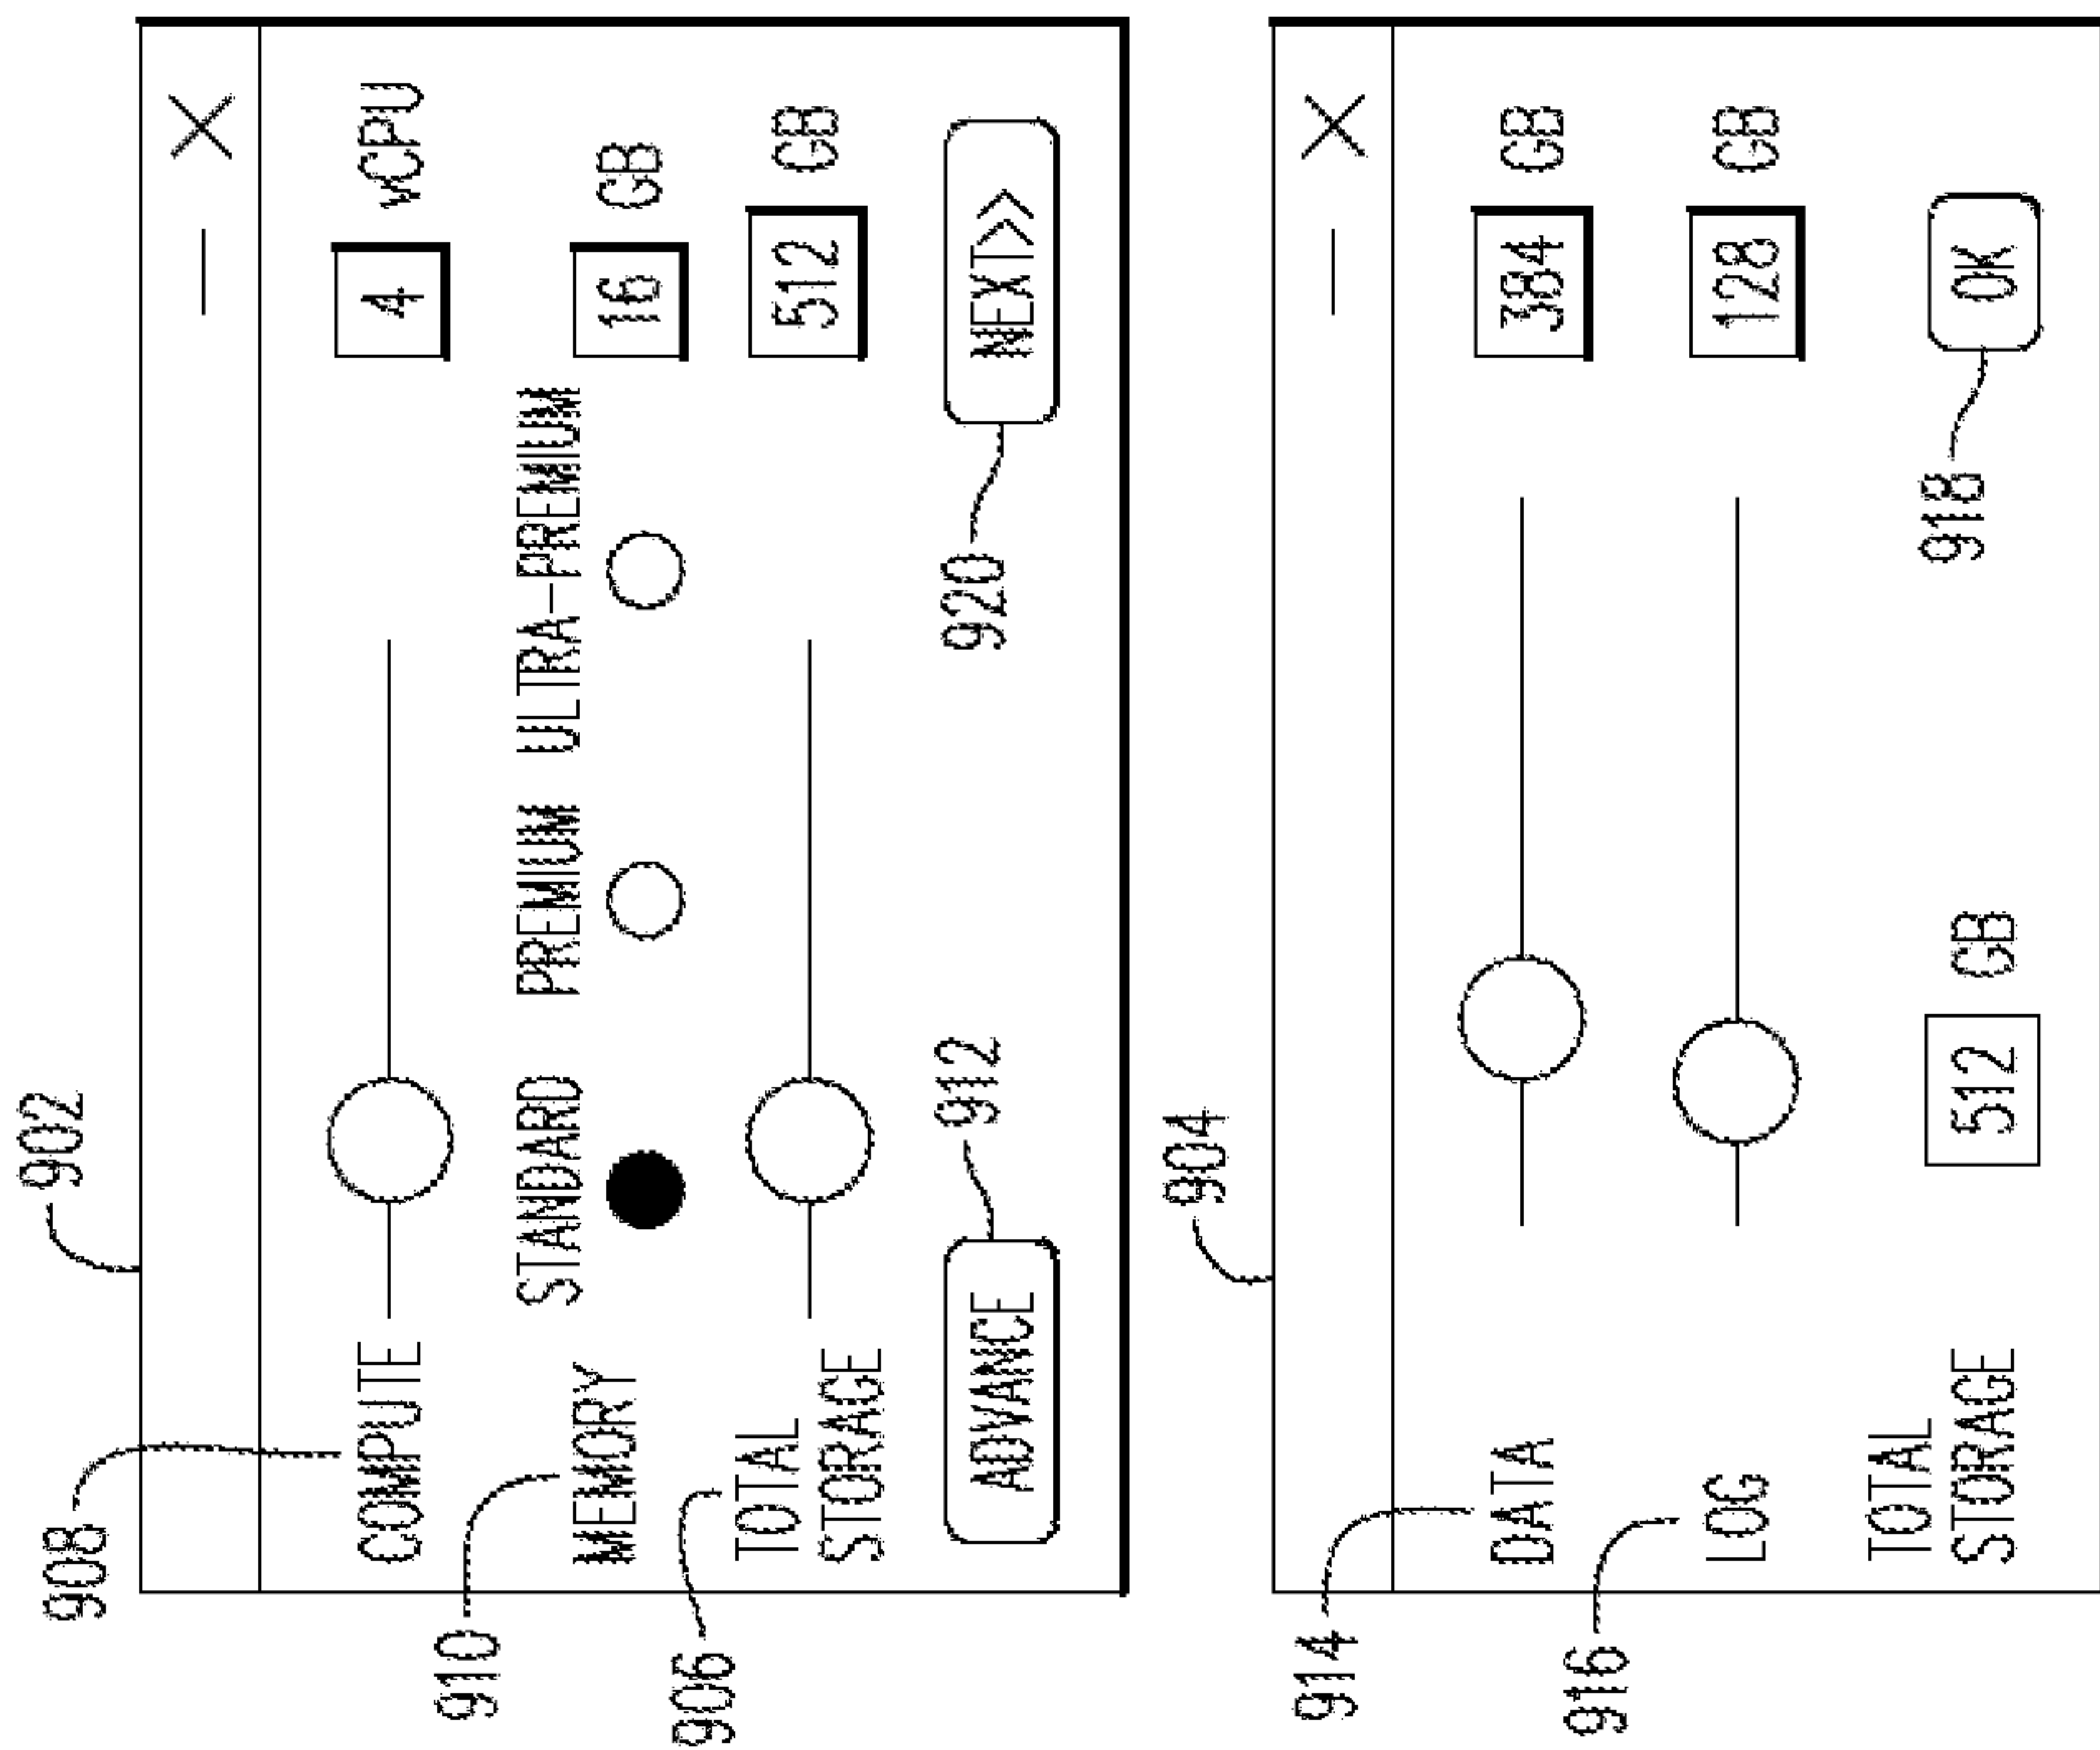 902
908
COMPUTE 4 vCPU
STANDARD PREMIUM ULTRA-PREMIUM
910
MEMORY 16 GB
906
TOTAL
STORAGE 512 GB
912
920
ADVANCE NEXT>>
904
914
DATA 384 GB
916
LOG 128 GB
918
TOTAL
STORAGE 512 GB OK